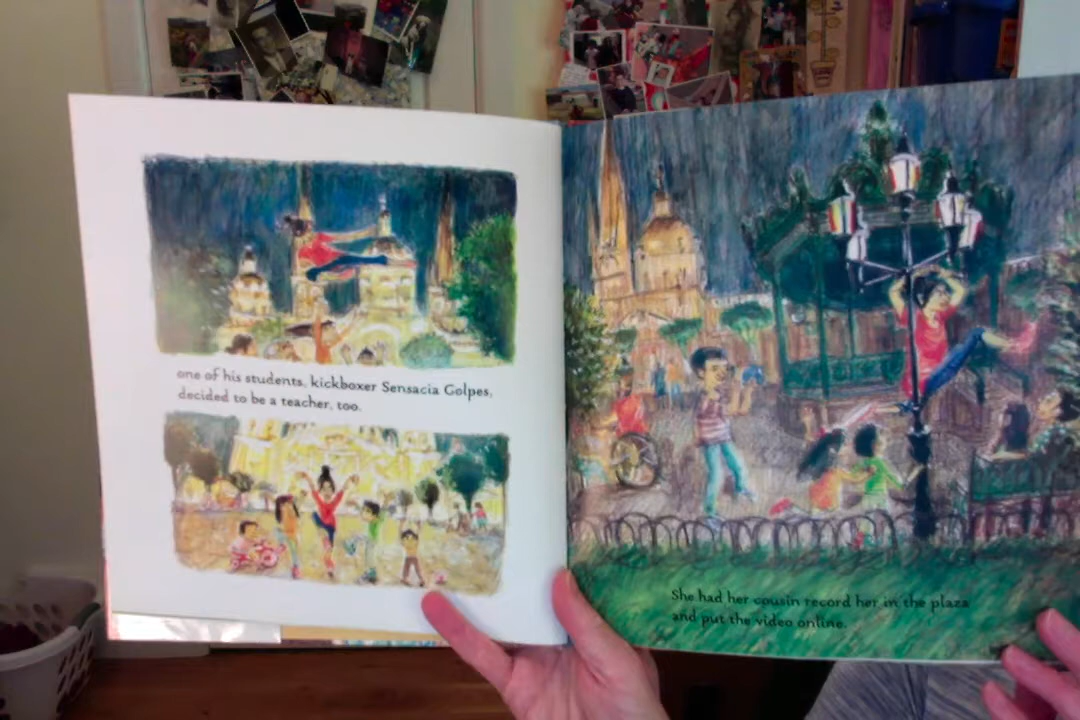 one of his students, kickboxer Sensacia Golpes,
decided to be a teacher, too.
She had her cousin record her in the plaza
and put the video online.